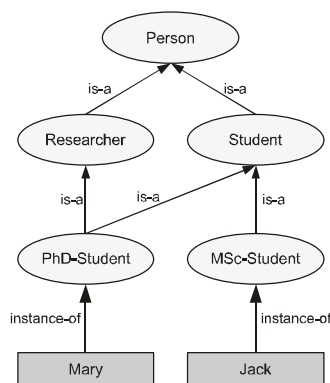 Person
is-a
is-a
Researcher
Student
is-a
is-a
is-a
PhD-Student
MSc-Student
instance-of
instance-of
Mary
Jack